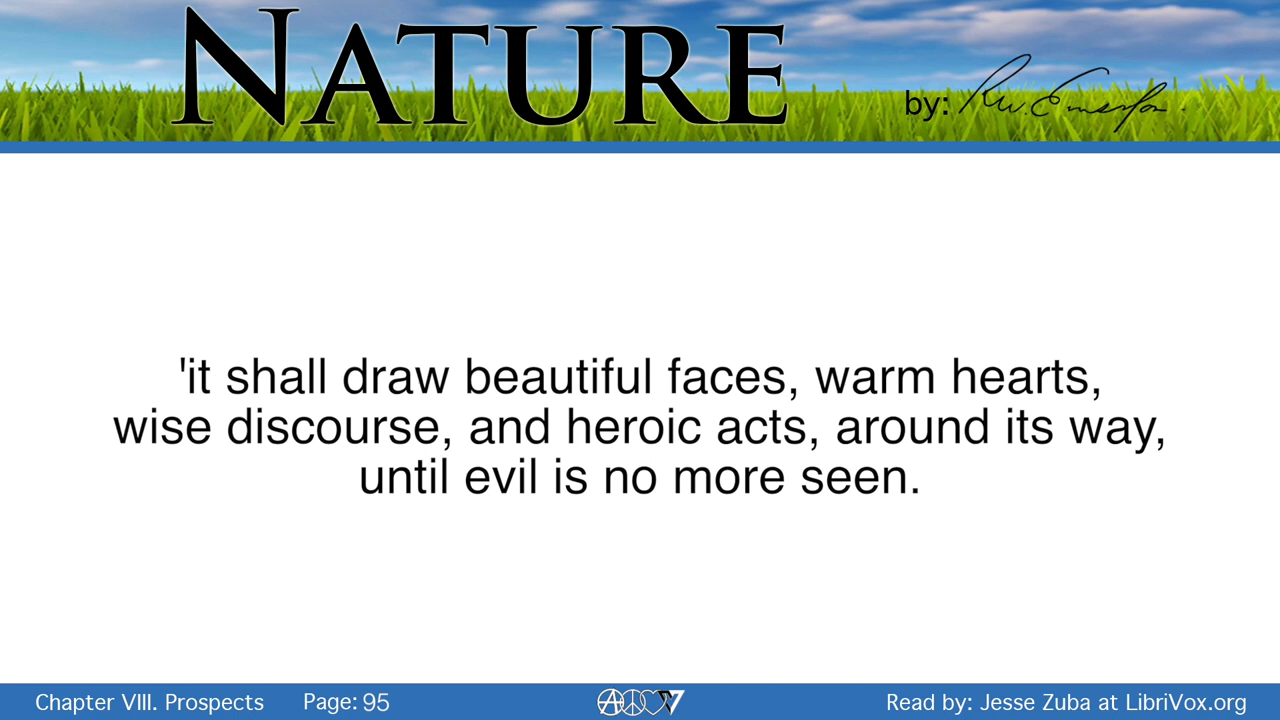 NATURE
by: R.W. Emerson.
'it shall draw beautiful faces, warm hearts,
wise discourse, and heroic acts, around its way,
until evil is no more seen.
Chapter VIII. Prospects Page: 95 Read by: Jesse Zuba at LibriVox.org